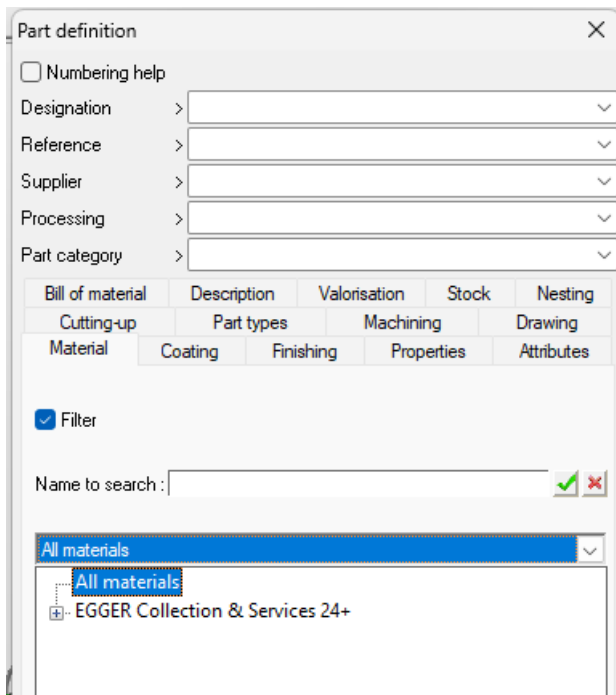 Part definition
Numbering help
Designation >
Reference >
Supplier >
Processing >
Part category >
Bill of material Description Valorisation Stock Nesting
Cutting-up Part types Machining Drawing
Material Coating Finishing Properties Attributes
Filter
Name to search :
All materials
All materials
EGGER Collection & Services 24+